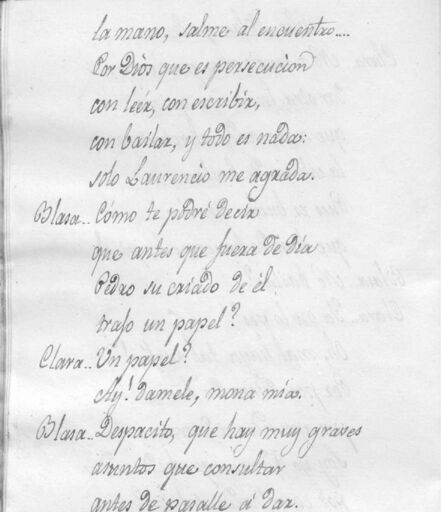 la mano, salme al encuentro....
Por Dios que es persecucion
con leér, con escribir,
con bailar, y todo es nada:
solo Laurencio me agrada.
Blasa.. Cómo te podré decir
que antes que fuera de dia
Pedro su criado de él
trajo un papel?
Clara.. Un papel?
Ay! damele, mona mia.
Blasa.. Despacito, que hay muy graves
asuntos que consultar
antes de pasalle á dar.